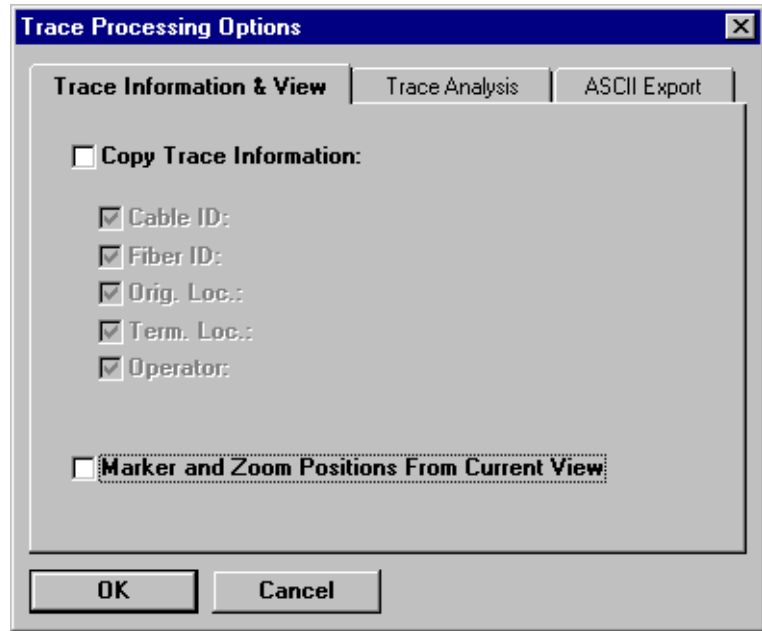 Trace Processing Options
Trace Information & View
Trace Analysis
ASCII Export
Copy Trace Information:
Cable ID:
Fiber ID:
Orig. Loc.:
Term. Loc.:
Operator:
Marker and Zoom Positions From Current View
OK
Cancel